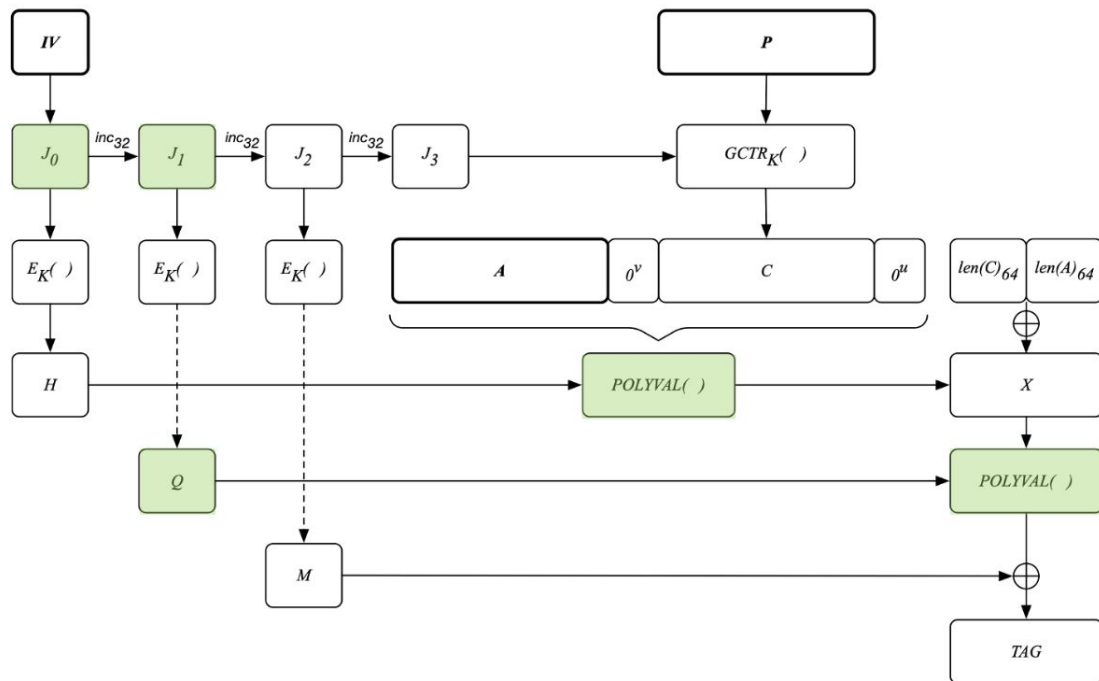 IV P
inc32 inc32 inc32
J0 J1 J2 J3 GCTRK( )
EK( ) EK( ) EK( ) A 0v C 0u len(C)64 len(A)64
H POLYVAL( ) X
Q POLYVAL( )
M
TAG